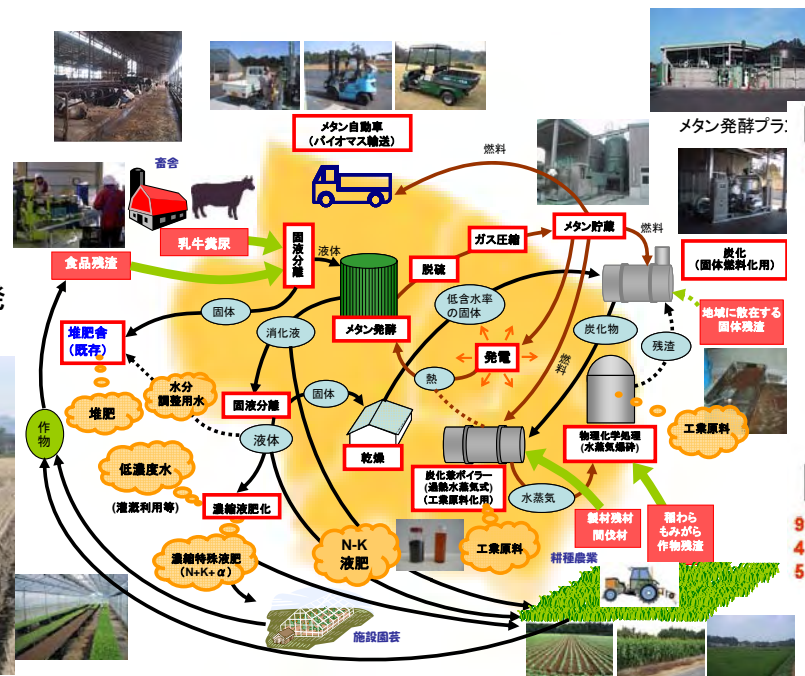 メタン自動車
(バイオマス輸送)
メタン発酵プラ
畜舎
燃料
乳牛糞尿
固液分離
液体
ガス圧縮
メタン貯蔵
燃料
炭化
(固体燃料化用)
食品残渣
脱硫
低含水率
の固体
地域に散在する
固体残渣
固体
消化液
メタン発酵
炭化物
残渣
発電
堆肥舎
(既存)
熱
燃料
水分
調整用水
固体
堆肥
固液分離
作物
液体
乾燥
物理化学処理
(水蒸気爆砕)
工業原料
炭化兼ボイラー
(過熱水蒸気式)
(工業原料化用)
低濃度水
(灌漑利用等)
濃縮液肥化
水蒸気
製材残材
間伐材
稲わら
もみがら
作物残渣
N-K
液肥
工業原料
濃縮特殊液肥
(N+K+α)
耕種農業
施設園芸
9
4
5